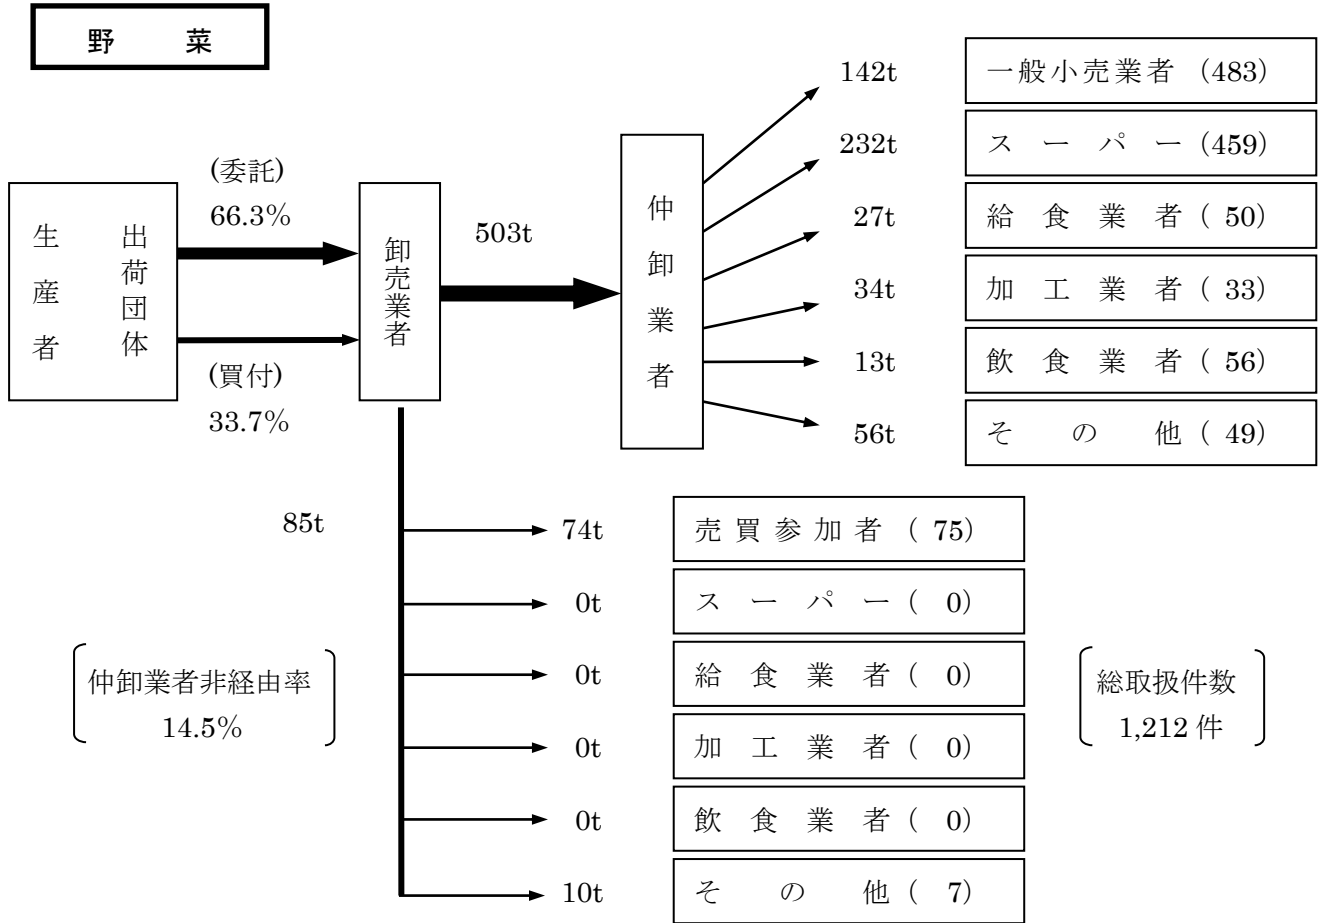 野 菜
生産者
出荷団体
(委託)
66.3%
(買付)
33.7%
卸売業者
503t
仲卸業者
142t 一般小売業者 (483)
232t スーパー (459)
27t 給食業者 ( 50)
34t 加工業者 ( 33)
13t 飲食業者 ( 56)
56t その他 ( 49)
85t
74t 売買参加者 ( 75)
0t スーパー ( 0)
0t 給食業者 ( 0)
0t 加工業者 ( 0)
0t 飲食業者 ( 0)
10t その他 ( 7)
仲卸業者非経由率
14.5%
総取扱件数
1,212 件